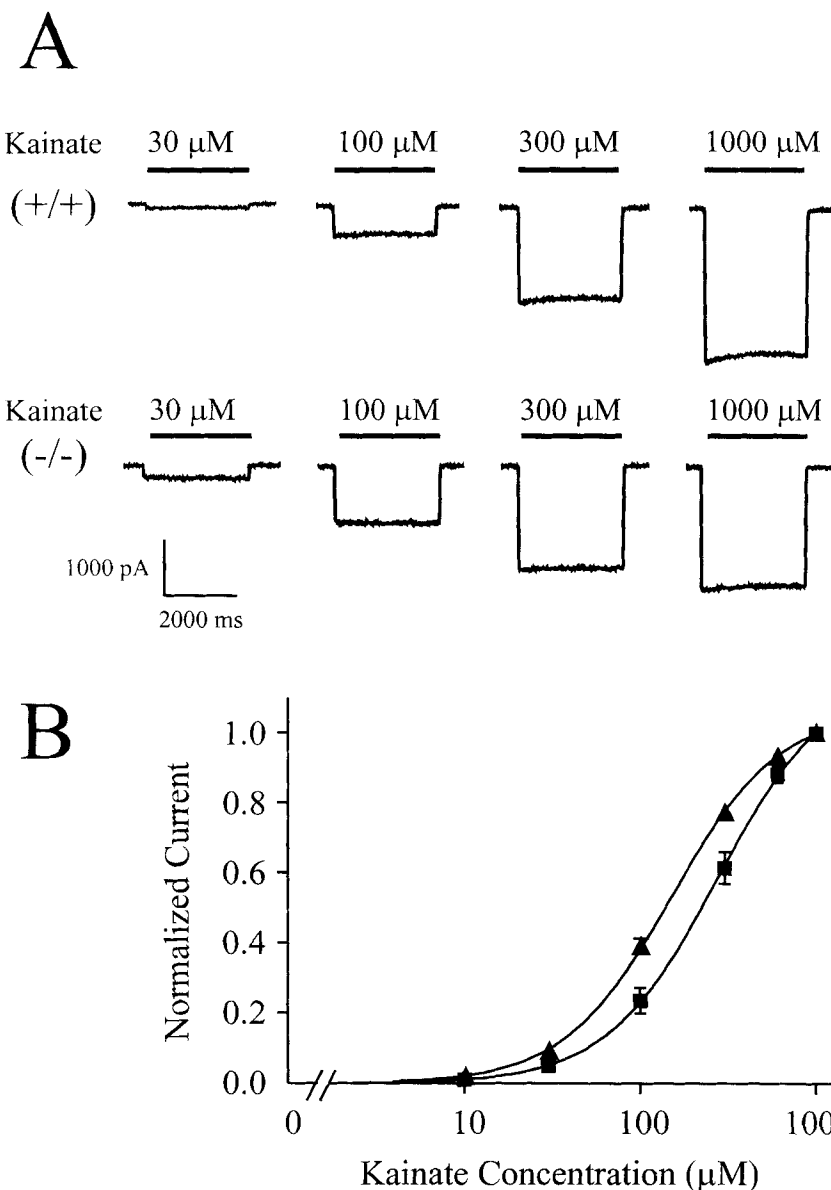 A
Kainate 30 μM 100 μM 300 μM 1000 μM
(+/+)
Kainate 30 μM 100 μM 300 μM 1000 μM
(-/-)
1000 pA
2000 ms
B
Normalized Current
1.0
0.8
0.6
0.4
0.2
0.0
0 10 100 100
Kainate Concentration (μM)